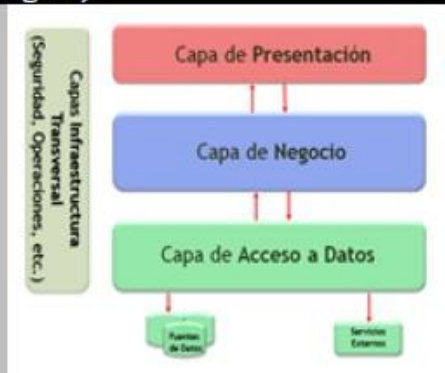 Capas Infraestructura
Transversal
(Seguridad, Operaciones, etc.)
Capa de Presentación
Capa de Negocio
Capa de Acceso a Datos
Fuentes
de Datos
Servicios
Externos